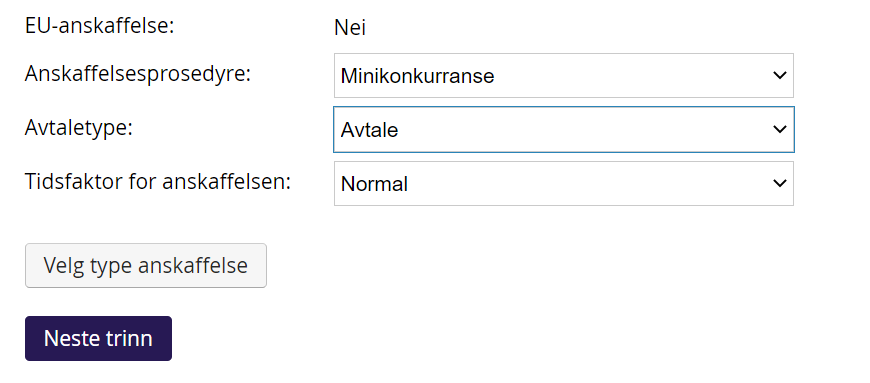 EU-anskaffelse: Nei
Anskaffelsesprosedyre: Minikonkurranse
Avtaletype: Avtale
Tidsfaktor for anskaffelsen: Normal
Velg type anskaffelse
Neste trinn